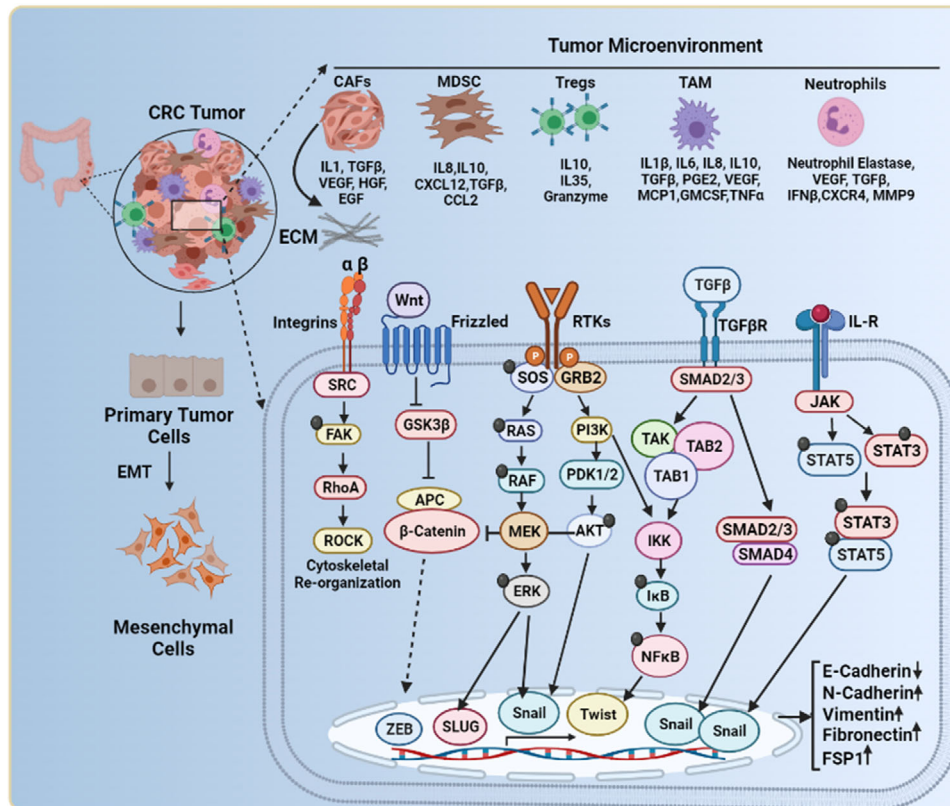 Tumor Microenvironment
CAFs
MDSC
Tregs
TAM
Neutrophils
CRC Tumor
IL1, TGFβ,
VEGF, HGF,
EGF
IL8,IL10,
CXCL12,TGFβ,
CCL2
IL10,
IL35,
Granzyme
IL1β, IL6, IL8, IL10,
TGFβ, PGE2, VEGF,
MCP1,GMCSF,TNFα
Neutrophil Elastase,
VEGF, TGFβ,
IFNβ,CXCR4, MMP9
ECM
α β
Integrins
Wnt
Frizzled
RTKs
TGFβ
TGFβR
IL-R
P
P
SRC
SOS
GRB2
SMAD2/3
JAK
Primary Tumor
Cells
EMT
Mesenchymal
Cells
FAK
GSK3β
RAS
PI3K
TAK
TAB2
TAB1
STAT5
STAT3
RhoA
RAF
PDK1/2
APC
β-Catenin
ROCK
Cytoskeletal
Re-organization
MEK
AKT
IKK
SMAD2/3
SMAD4
STAT3
STAT5
ERK
IκB
NFκB
ZEB
SLUG
Snail
Twist
Snail
Snail
E-Cadherin↓
N-Cadherin↑
Vimentin↑
Fibronectin↑
FSP1↑